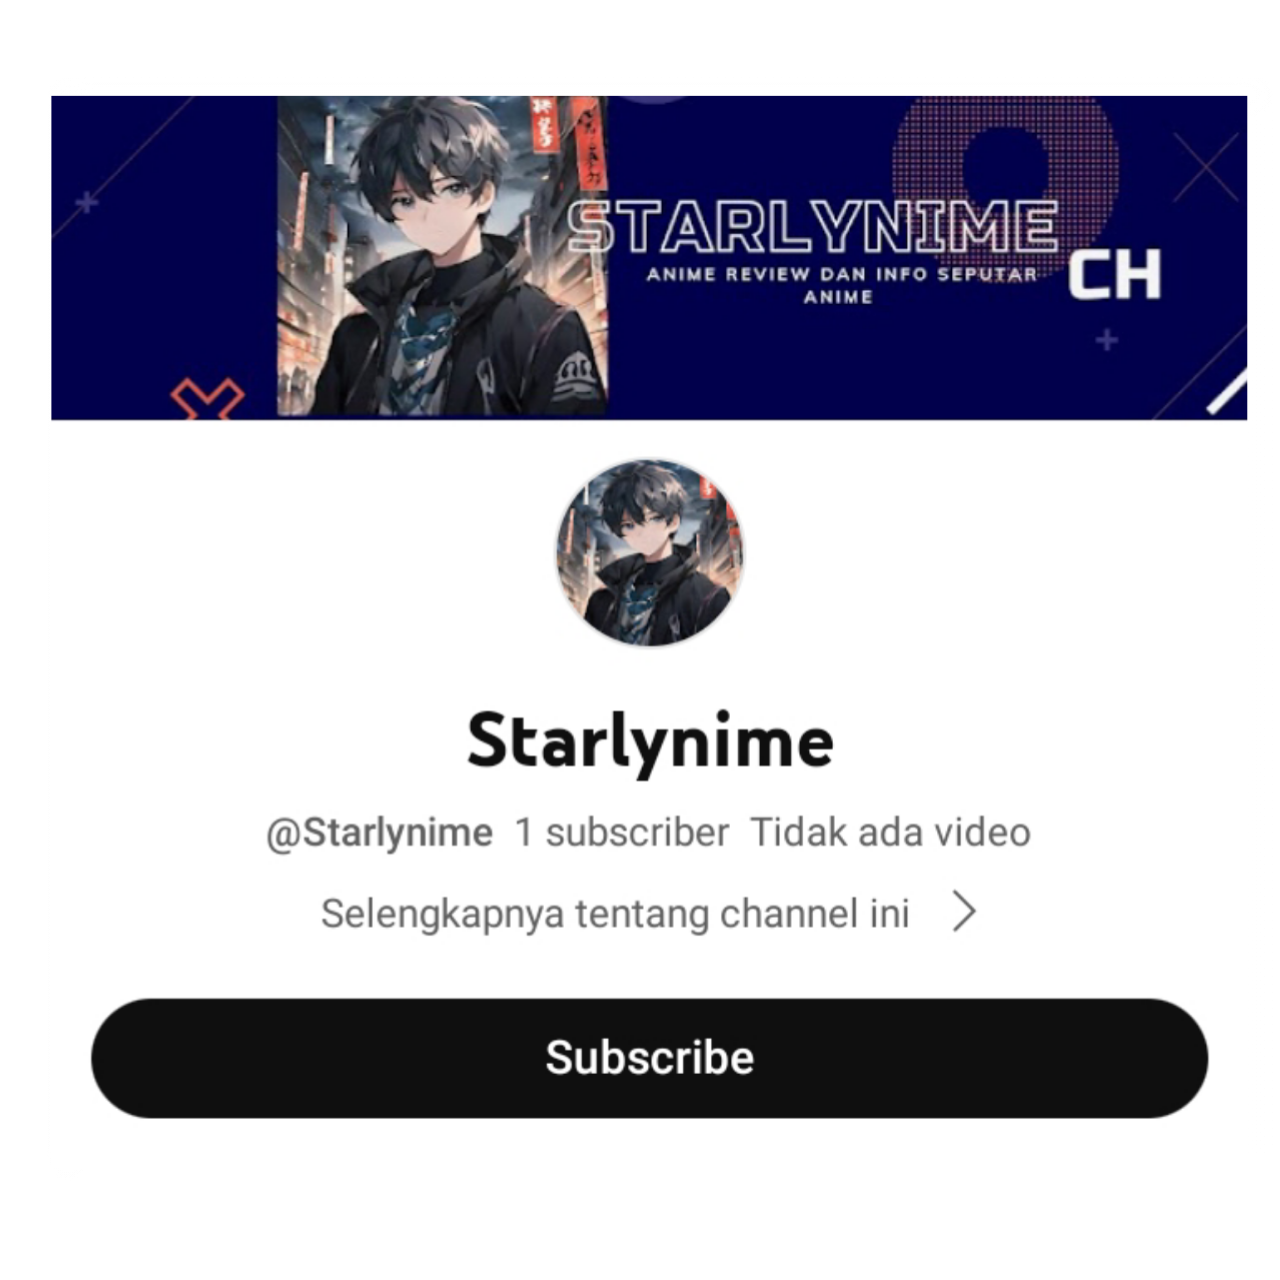 STARLYNIME
CH
ANIME REVIEW DAN INFO SEPUTAR
ANIME
Starlynime
@Starlynime 1 subscriber Tidak ada video
Selengkapnya tentang channel ini
Subscribe